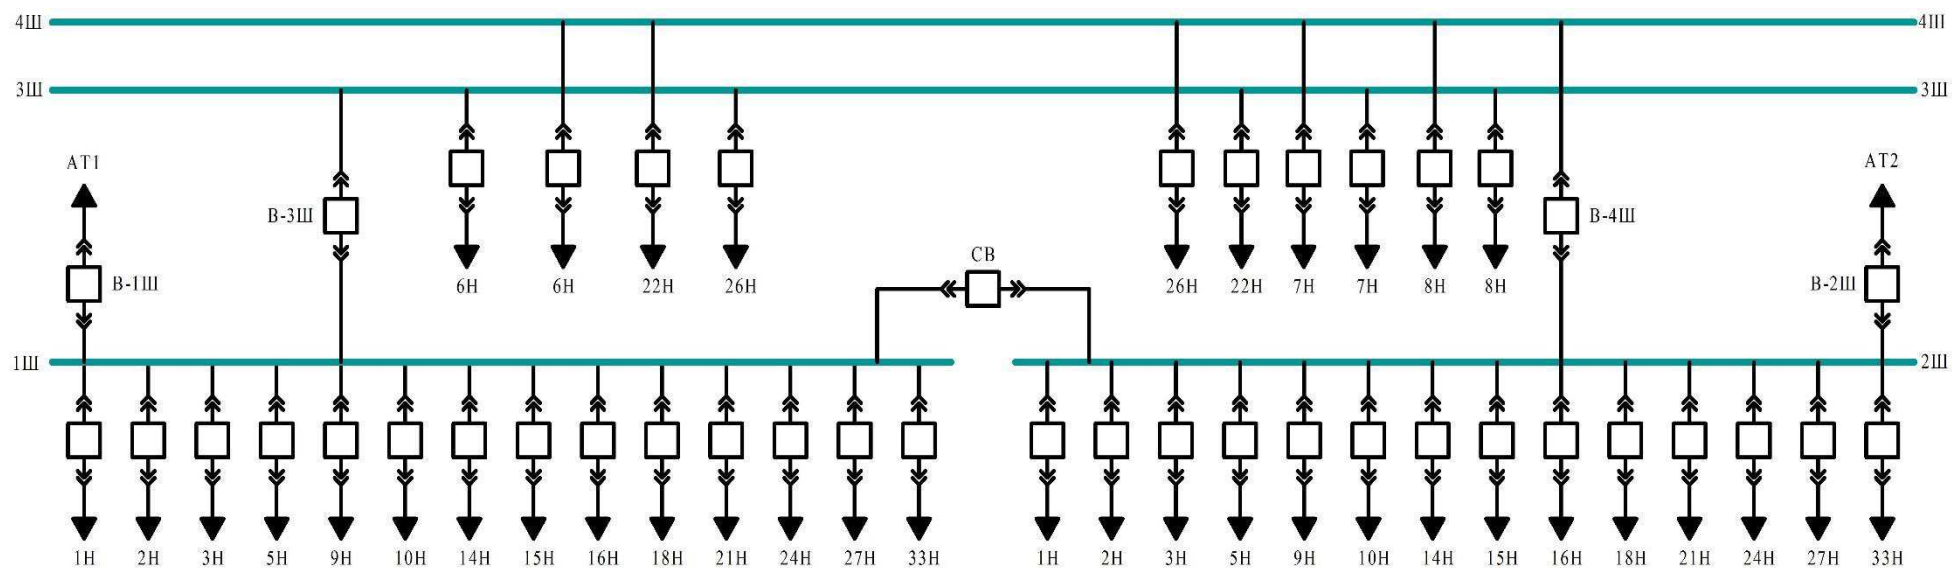 4Ш 4Ш
3Ш 3Ш
АТ1 АТ2
В-3Ш В-4Ш
СВ
В-1Ш В-2Ш
6Н 6Н 22Н 26Н 26Н 22Н 7Н 7Н 8Н 8Н
1Ш 2Ш
1Н 2Н 3Н 5Н 9Н 10Н 14Н 15Н 16Н 18Н 21Н 24Н 27Н 33Н 1Н 2Н 3Н 5Н 9Н 10Н 14Н 15Н 16Н 18Н 21Н 24Н 27Н 33Н